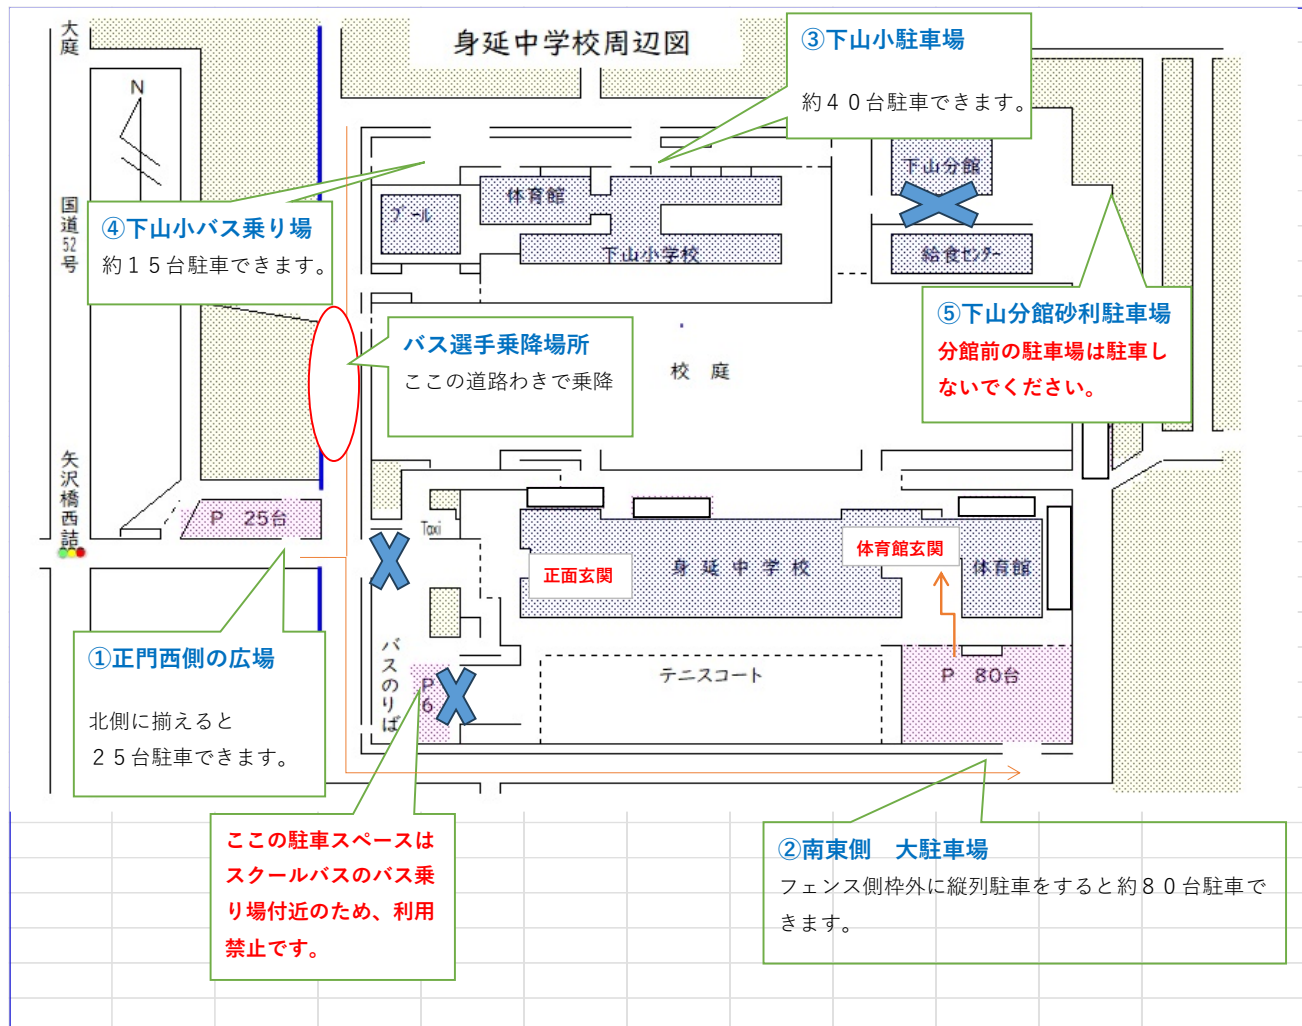 身延中学校周辺図
大庭
N
国道52号
矢沢橋西詰
③下山小駐車場
約４０台駐車できます。
④下山小バス乗り場
約１５台駐車できます。
プール
体育館
下山小学校
下山分館
給食センター
⑤下山分館砂利駐車場
分館前の駐車場は駐車し
ないでください。
バス選手乗降場所
ここの道路わきで乗降
校 庭
P 25台
Taxi
正面玄関
身 延 中 学 校
体育館玄関
体育館
①正門西側の広場
北側に揃えると
２５台駐車できます。
バスのりば
P
6
テニスコート
P 80台
ここの駐車スペースは
スクールバスのバス乗
り場付近のため、利用
禁止です。
②南東側　大駐車場
フェンス側枠外に縦列駐車をすると約８０台駐車で
きます。